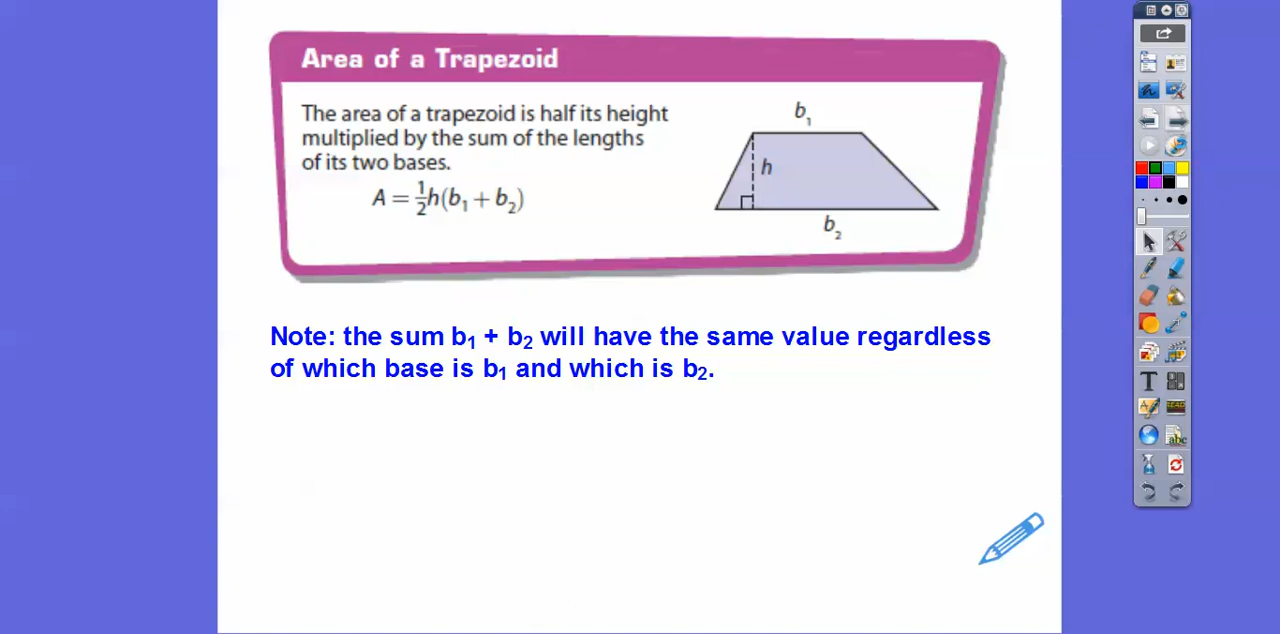 Area of a Trapezoid
The area of a trapezoid is half its height
multiplied by the sum of the lengths
of its two bases.
A = ½h(b₁ + b₂)
b₁
h
b₂
Note: the sum b₁ + b₂ will have the same value regardless
of which base is b₁ and which is b₂.